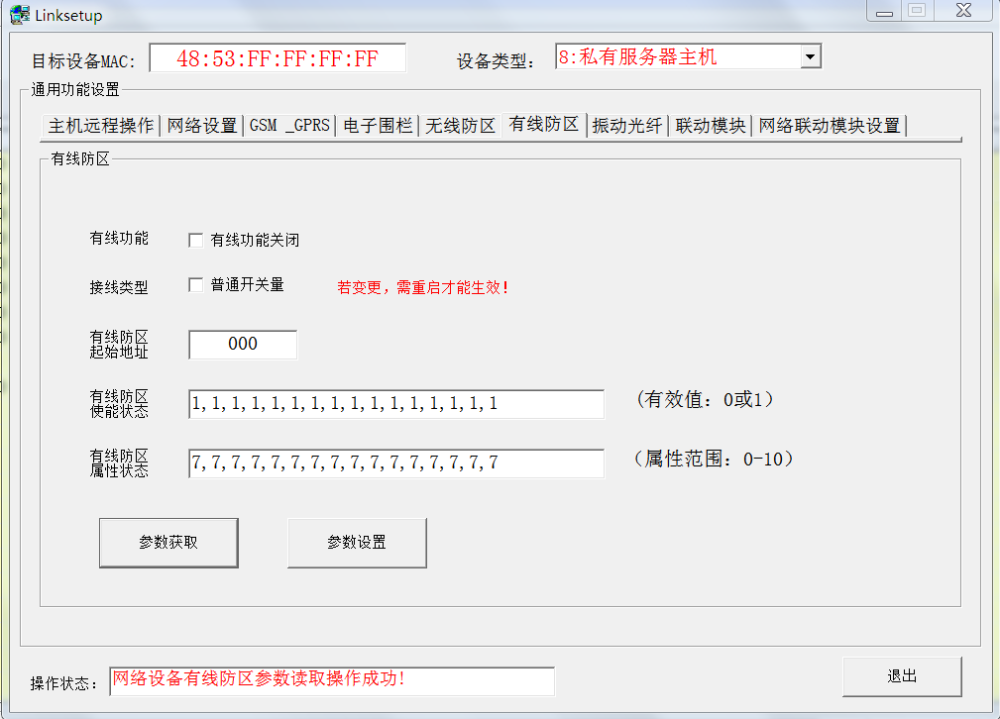 Linksetup
目标设备MAC: 48:53:FF:FF:FF:FF 设备类型: 8:私有服务器主机
通用功能设置
主机远程操作 网络设置 GSM _GPRS 电子围栏 无线防区 有线防区 振动光纤 联动模块 网络联动模块设置
有线防区
有线功能 有线功能关闭
接线类型 普通开关量 若变更，需重启才能生效！
有线防区
起始地址 000
有线防区
使能状态 1,1,1,1,1,1,1,1,1,1,1,1,1,1,1,1 (有效值：0或1)
有线防区
属性状态 7,7,7,7,7,7,7,7,7,7,7,7,7,7,7,7 (属性范围：0-10)
参数获取 参数设置
操作状态: 网络设备有线防区参数读取操作成功!
退出